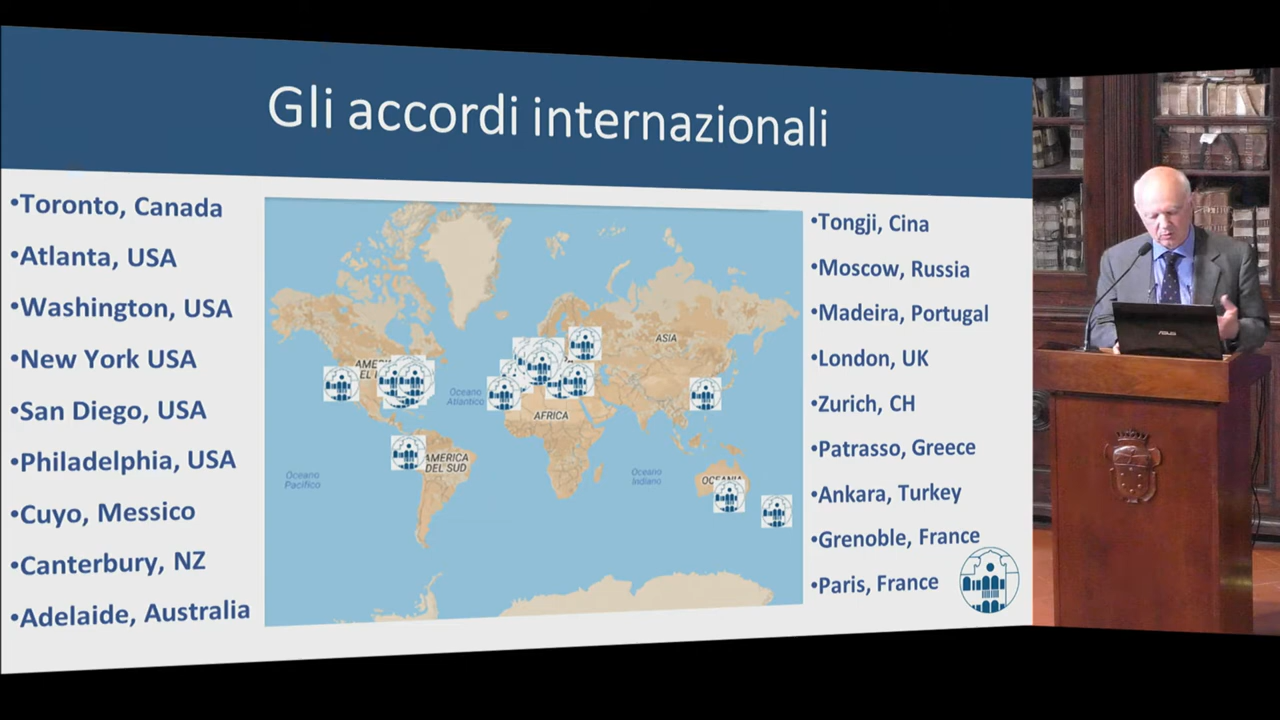 Gli accordi internazionali
•Toronto, Canada
•Atlanta, USA
•Washington, USA
•New York USA
•San Diego, USA
•Philadelphia, USA
•Cuyo, Messico
•Canterbury, NZ
•Adelaide, Australia
ASIA
Oceano
Atlantico
AFRICA
AMERICA
DEL SUD
Oceano
Pacifico
Oceano
Indiano
•Tongji, Cina
•Moscow, Russia
•Madeira, Portugal
•London, UK
•Zurich, CH
•Patrasso, Greece
•Ankara, Turkey
•Grenoble, France
•Paris, France
ASUS